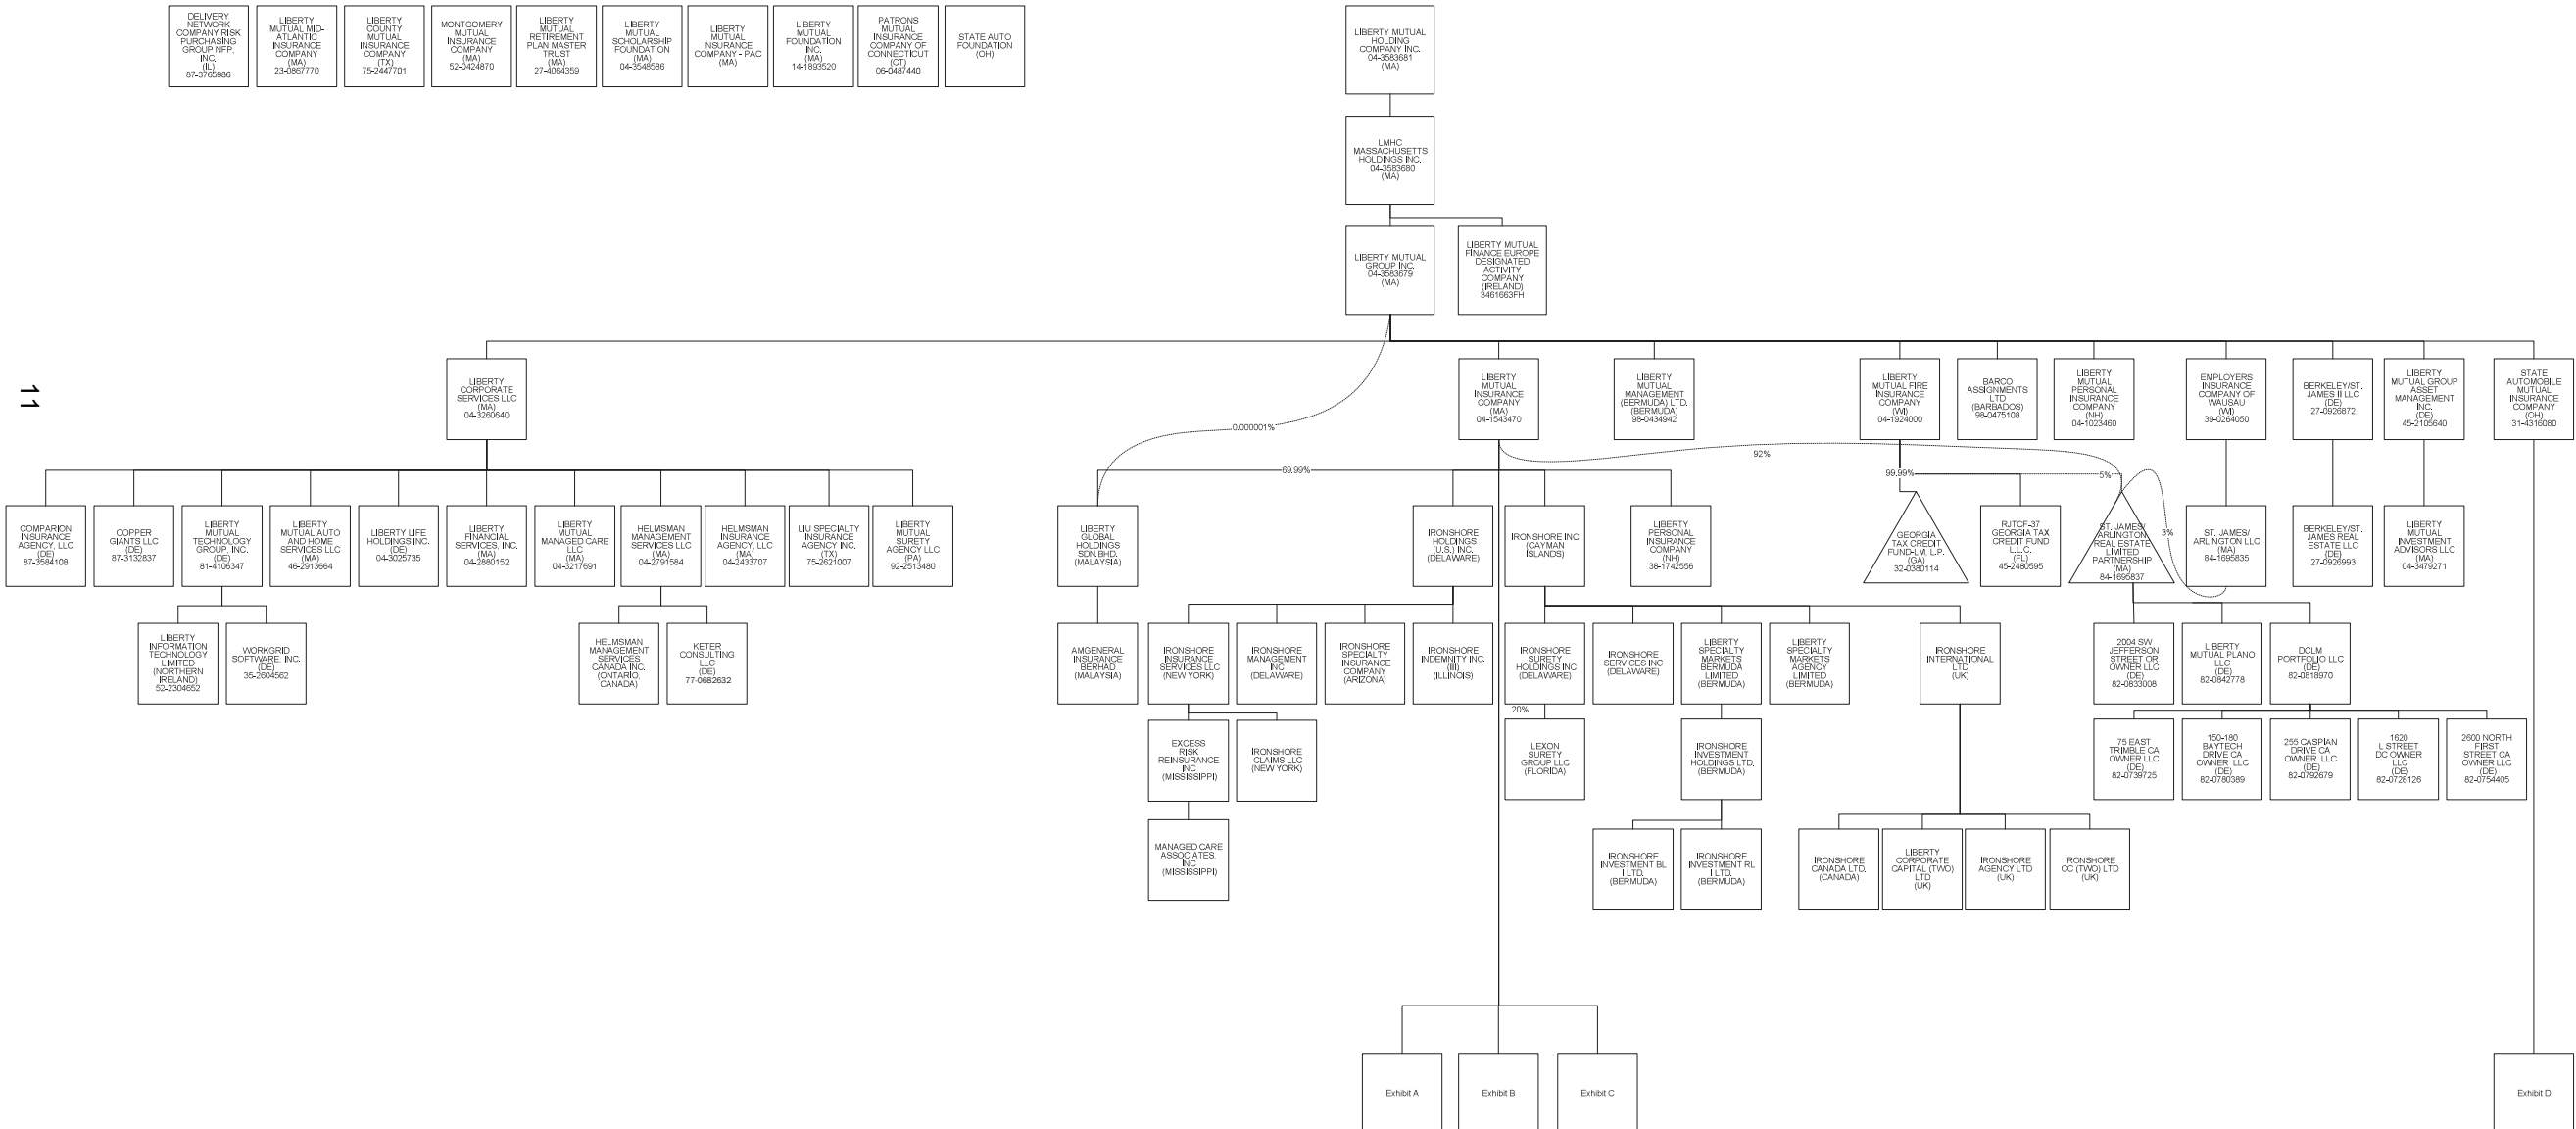 DELIVERY
NETWORK
COMPANY RISK
PURCHASING
GROUP NFP,
INC.
(IL)
87-3765986
LIBERTY
MUTUAL MID-
ATLANTIC
INSURANCE
COMPANY
(MA)
23-0867770
LIBERTY
COUNTY
MUTUAL
INSURANCE
COMPANY
(TX)
75-2447701
MONTGOMERY
MUTUAL
INSURANCE
COMPANY
(MA)
52-0424870
LIBERTY
MUTUAL
RETIREMENT
PLAN MASTER
TRUST
(MA)
27-4064359
LIBERTY
MUTUAL
SCHOLARSHIP
FOUNDATION
(MA)
04-3548586
LIBERTY
MUTUAL
INSURANCE
COMPANY - PAC
(MA)
LIBERTY
MUTUAL
FOUNDATION
INC.
(MA)
14-1893520
PATRONS
MUTUAL
INSURANCE
COMPANY OF
CONNECTICUT
(CT)
06-0487440
STATE AUTO
FOUNDATION
(OH)
LIBERTY MUTUAL
HOLDING
COMPANY INC.
04-3583681
(MA)
LMHC
MASSACHUSETTS
HOLDINGS INC.
04-3583680
(MA)
LIBERTY MUTUAL
GROUP INC.
04-3583679
(MA)
LIBERTY MUTUAL
FINANCE EUROPE
DESIGNATED
ACTIVITY
COMPANY
(IRELAND)
3461663FH
11
LIBERTY
CORPORATE
SERVICES LLC
(MA)
04-3260640
LIBERTY
MUTUAL
INSURANCE
COMPANY
(MA)
04-1543470
LIBERTY
MUTUAL
MANAGEMENT
(BERMUDA) LTD.
(BERMUDA)
98-0434942
LIBERTY
MUTUAL FIRE
INSURANCE
COMPANY
(WI)
04-1924000
BARCO
ASSIGNMENTS
LTD
(BARBADOS)
98-0475108
LIBERTY
MUTUAL
PERSONAL
INSURANCE
COMPANY
(NH)
04-1023460
EMPLOYERS
INSURANCE
COMPANY OF
WAUSAU
(WI)
39-0264050
BERKELEY/ST.
JAMES II LLC
(DE)
27-0926872
LIBERTY
MUTUAL GROUP
ASSET
MANAGEMENT
INC.
(DE)
45-2105640
STATE
AUTOMOBILE
MUTUAL
INSURANCE
COMPANY
(OH)
31-4316080
0.000001%
69.99%
92%
99.99%
5%
3%
COMPARION
INSURANCE
AGENCY, LLC
(DE)
87-3584108
COPPER
GIANTS LLC
(DE)
87-3132837
LIBERTY
MUTUAL
TECHNOLOGY
GROUP, INC.
(DE)
81-4106347
LIBERTY
MUTUAL AUTO
AND HOME
SERVICES LLC
(MA)
46-2913664
LIBERTY LIFE
HOLDINGS INC.
(DE)
04-3025735
LIBERTY
FINANCIAL
SERVICES, INC.
(MA)
04-2880152
LIBERTY
MUTUAL
MANAGED CARE
LLC
(MA)
04-3217691
HELMSMAN
MANAGEMENT
SERVICES LLC
(MA)
04-2791584
HELMSMAN
INSURANCE
AGENCY, LLC
(MA)
04-2433707
LIU SPECIALTY
INSURANCE
AGENCY INC.
(TX)
75-2621007
LIBERTY
MUTUAL
SURETY
AGENCY LLC
(PA)
92-2513480
LIBERTY
GLOBAL
HOLDINGS
SDN.BHD.
(MALAYSIA)
IRONSHORE
HOLDINGS
(U.S.) INC.
(DELAWARE)
IRONSHORE INC
(CAYMAN
ISLANDS)
LIBERTY
PERSONAL
INSURANCE
COMPANY
(NH)
38-1742556
GEORGIA
TAX CREDIT
FUND-LM, L.P.
(GA)
32-0380114
RJTCF-37
GEORGIA TAX
CREDIT FUND
L.L.C.
(FL)
45-2480595
ST. JAMES/
ARLINGTON
REAL ESTATE
LIMITED
PARTNERSHIP
(MA)
84-1695837
ST. JAMES/
ARLINGTON LLC
(MA)
84-1695835
BERKELEY/ST.
JAMES REAL
ESTATE LLC
(DE)
27-0926993
LIBERTY
MUTUAL
INVESTMENT
ADVISORS LLC
(MA)
04-3479271
LIBERTY
INFORMATION
TECHNOLOGY
LIMITED
(NORTHERN
IRELAND)
52-2304652
WORKGRID
SOFTWARE, INC.
(DE)
35-2604562
HELMSMAN
MANAGEMENT
SERVICES
CANADA INC.
(ONTARIO,
CANADA)
KETER
CONSULTING
LLC
(DE)
77-0682632
AMGENERAL
INSURANCE
BERHAD
(MALAYSIA)
IRONSHORE
INSURANCE
SERVICES LLC
(NEW YORK)
IRONSHORE
MANAGEMENT
INC
(DELAWARE)
IRONSHORE
SPECIALTY
INSURANCE
COMPANY
(ARIZONA)
IRONSHORE
INDEMNITY INC.
(III)
(ILLINOIS)
IRONSHORE
SURETY
HOLDINGS INC
(DELAWARE)
IRONSHORE
SERVICES INC
(DELAWARE)
LIBERTY
SPECIALTY
MARKETS
BERMUDA
LIMITED
(BERMUDA)
LIBERTY
SPECIALTY
MARKETS
AGENCY
LIMITED
(BERMUDA)
IRONSHORE
INTERNATIONAL
LTD
(UK)
2004 SW
JEFFERSON
STREET OR
OWNER LLC
(DE)
82-0833008
LIBERTY
MUTUAL PLANO
LLC
(DE)
82-0842778
DCLM
PORTFOLIO LLC
(DE)
82-0818970
20%
EXCESS
RISK
REINSURANCE
INC
(MISSISSIPPI)
IRONSHORE
CLAIMS LLC
(NEW YORK)
LEXON
SURETY
GROUP LLC
(FLORIDA)
IRONSHORE
INVESTMENT
HOLDINGS LTD.
(BERMUDA)
75 EAST
TRIMBLE CA
OWNER LLC
(DE)
82-0739725
150-180
BAYTECH
DRIVE CA
OWNER LLC
(DE)
82-0780389
255 CASPIAN
DRIVE CA
OWNER LLC
(DE)
82-0792679
1620
L STREET
DC OWNER
LLC
(DE)
82-0728126
2600 NORTH
FIRST
STREET CA
OWNER LLC
(DE)
82-0754405
MANAGED CARE
ASSOCIATES,
INC
(MISSISSIPPI)
IRONSHORE
INVESTMENT BL
I LTD.
(BERMUDA)
IRONSHORE
INVESTMENT RL
I LTD.
(BERMUDA)
IRONSHORE
CANADA LTD.
(CANADA)
LIBERTY
CORPORATE
CAPITAL (TWO)
LTD
(UK)
IRONSHORE
AGENCY LTD
(UK)
IRONSHORE
CC (TWO) LTD
(UK)
Exhibit A
Exhibit B
Exhibit C
Exhibit D